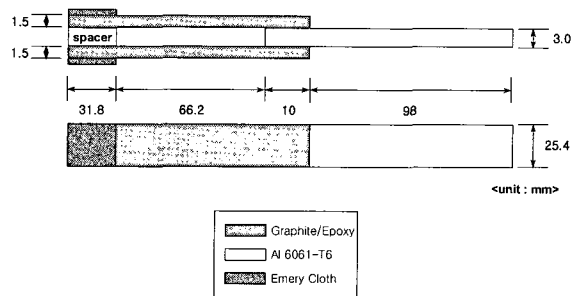 1.5
spacer
3.0
1.5
31.8 66.2 10 98
25.4
<unit : mm>
Graphite/Epoxy
Al 6061-T6
Emery Cloth